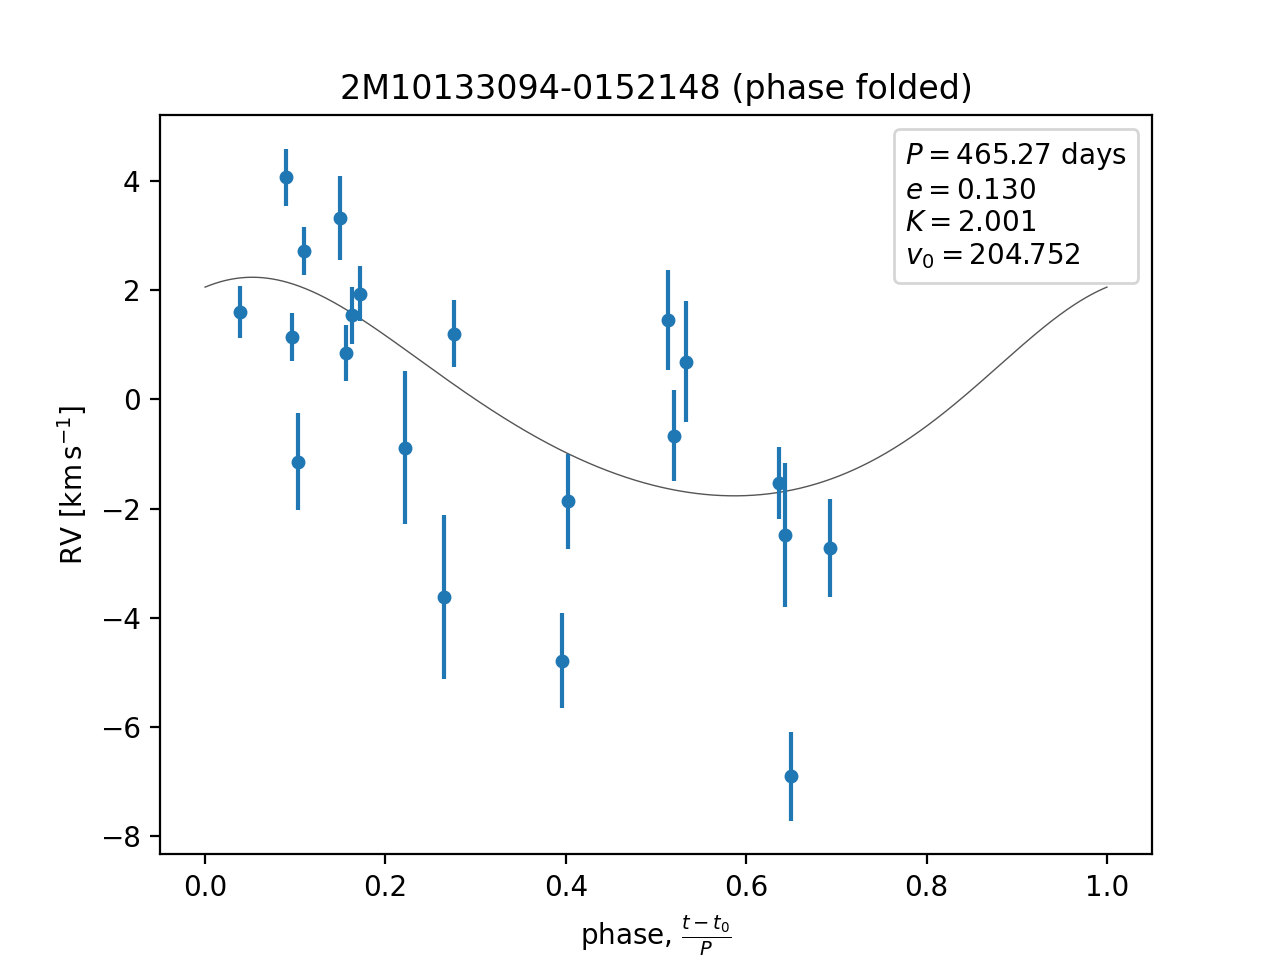 2M10133094-0152148 (phase folded)
P = 465.27 days
e = 0.130
K = 2.001
v₀ = 204.752
4
2
0
−2
−4
−6
−8
RV [km s⁻¹]
0.0 0.2 0.4 0.6 0.8 1.0
phase, (t − t₀)/P